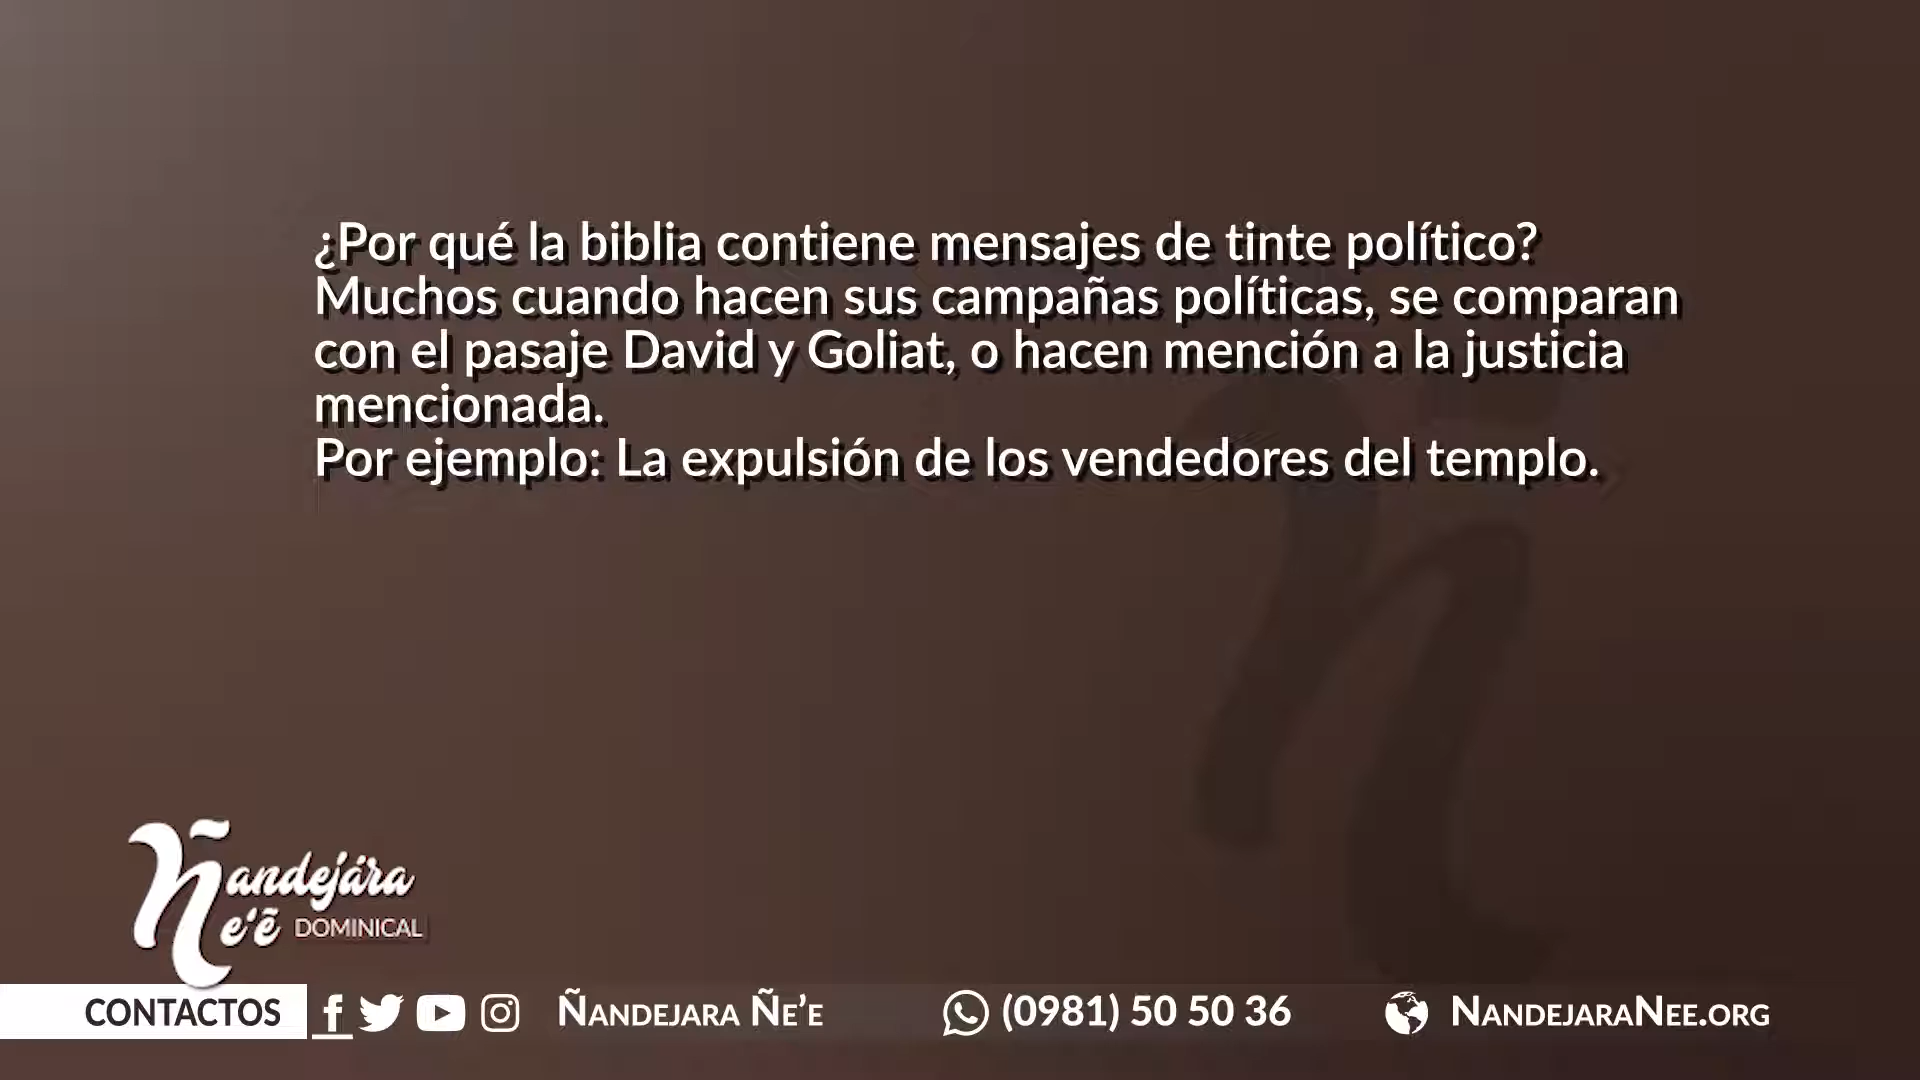 ¿Por qué la biblia contiene mensajes de tinte político?
Muchos cuando hacen sus campañas políticas, se comparan
con el pasaje David y Goliat, o hacen mención a la justicia
mencionada.
Por ejemplo: La expulsión de los vendedores del templo.
Ñandejára
Ñe'ẽ DOMINICAL
CONTACTOS
ÑANDEJARA ÑE'E
(0981) 50 50 36
NANDEJARANEE.ORG